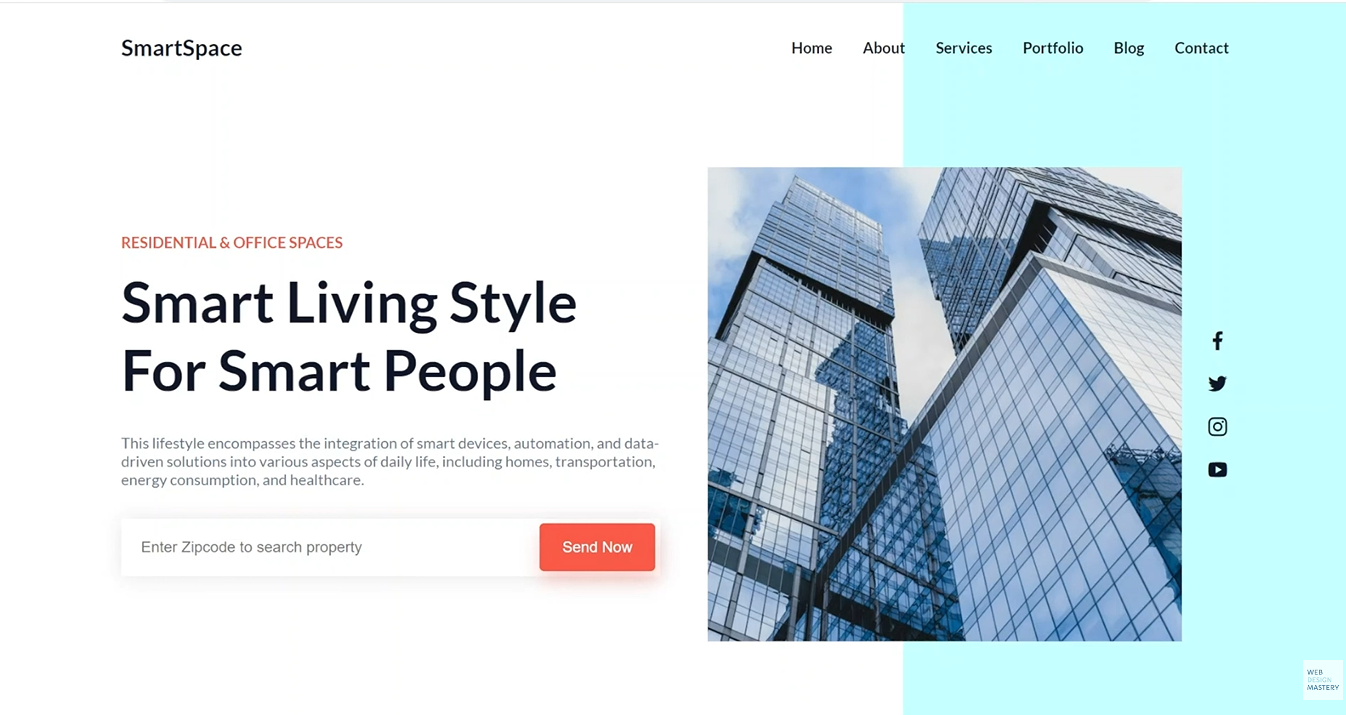 SmartSpace
Home About Services Portfolio Blog Contact
RESIDENTIAL & OFFICE SPACES
Smart Living Style
For Smart People
This lifestyle encompasses the integration of smart devices, automation, and data-
driven solutions into various aspects of daily life, including homes, transportation,
energy consumption, and healthcare.
Enter Zipcode to search property
Send Now
WEB
DESIGN
MASTERY